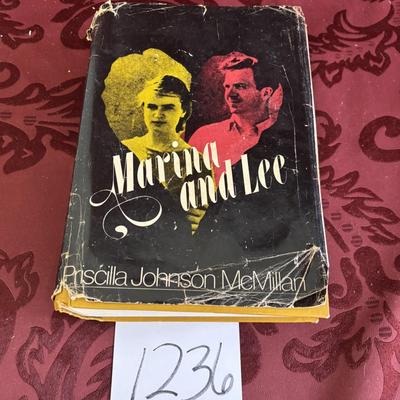 Marina
and Lee
Priscilla Johnson McMillan
1236